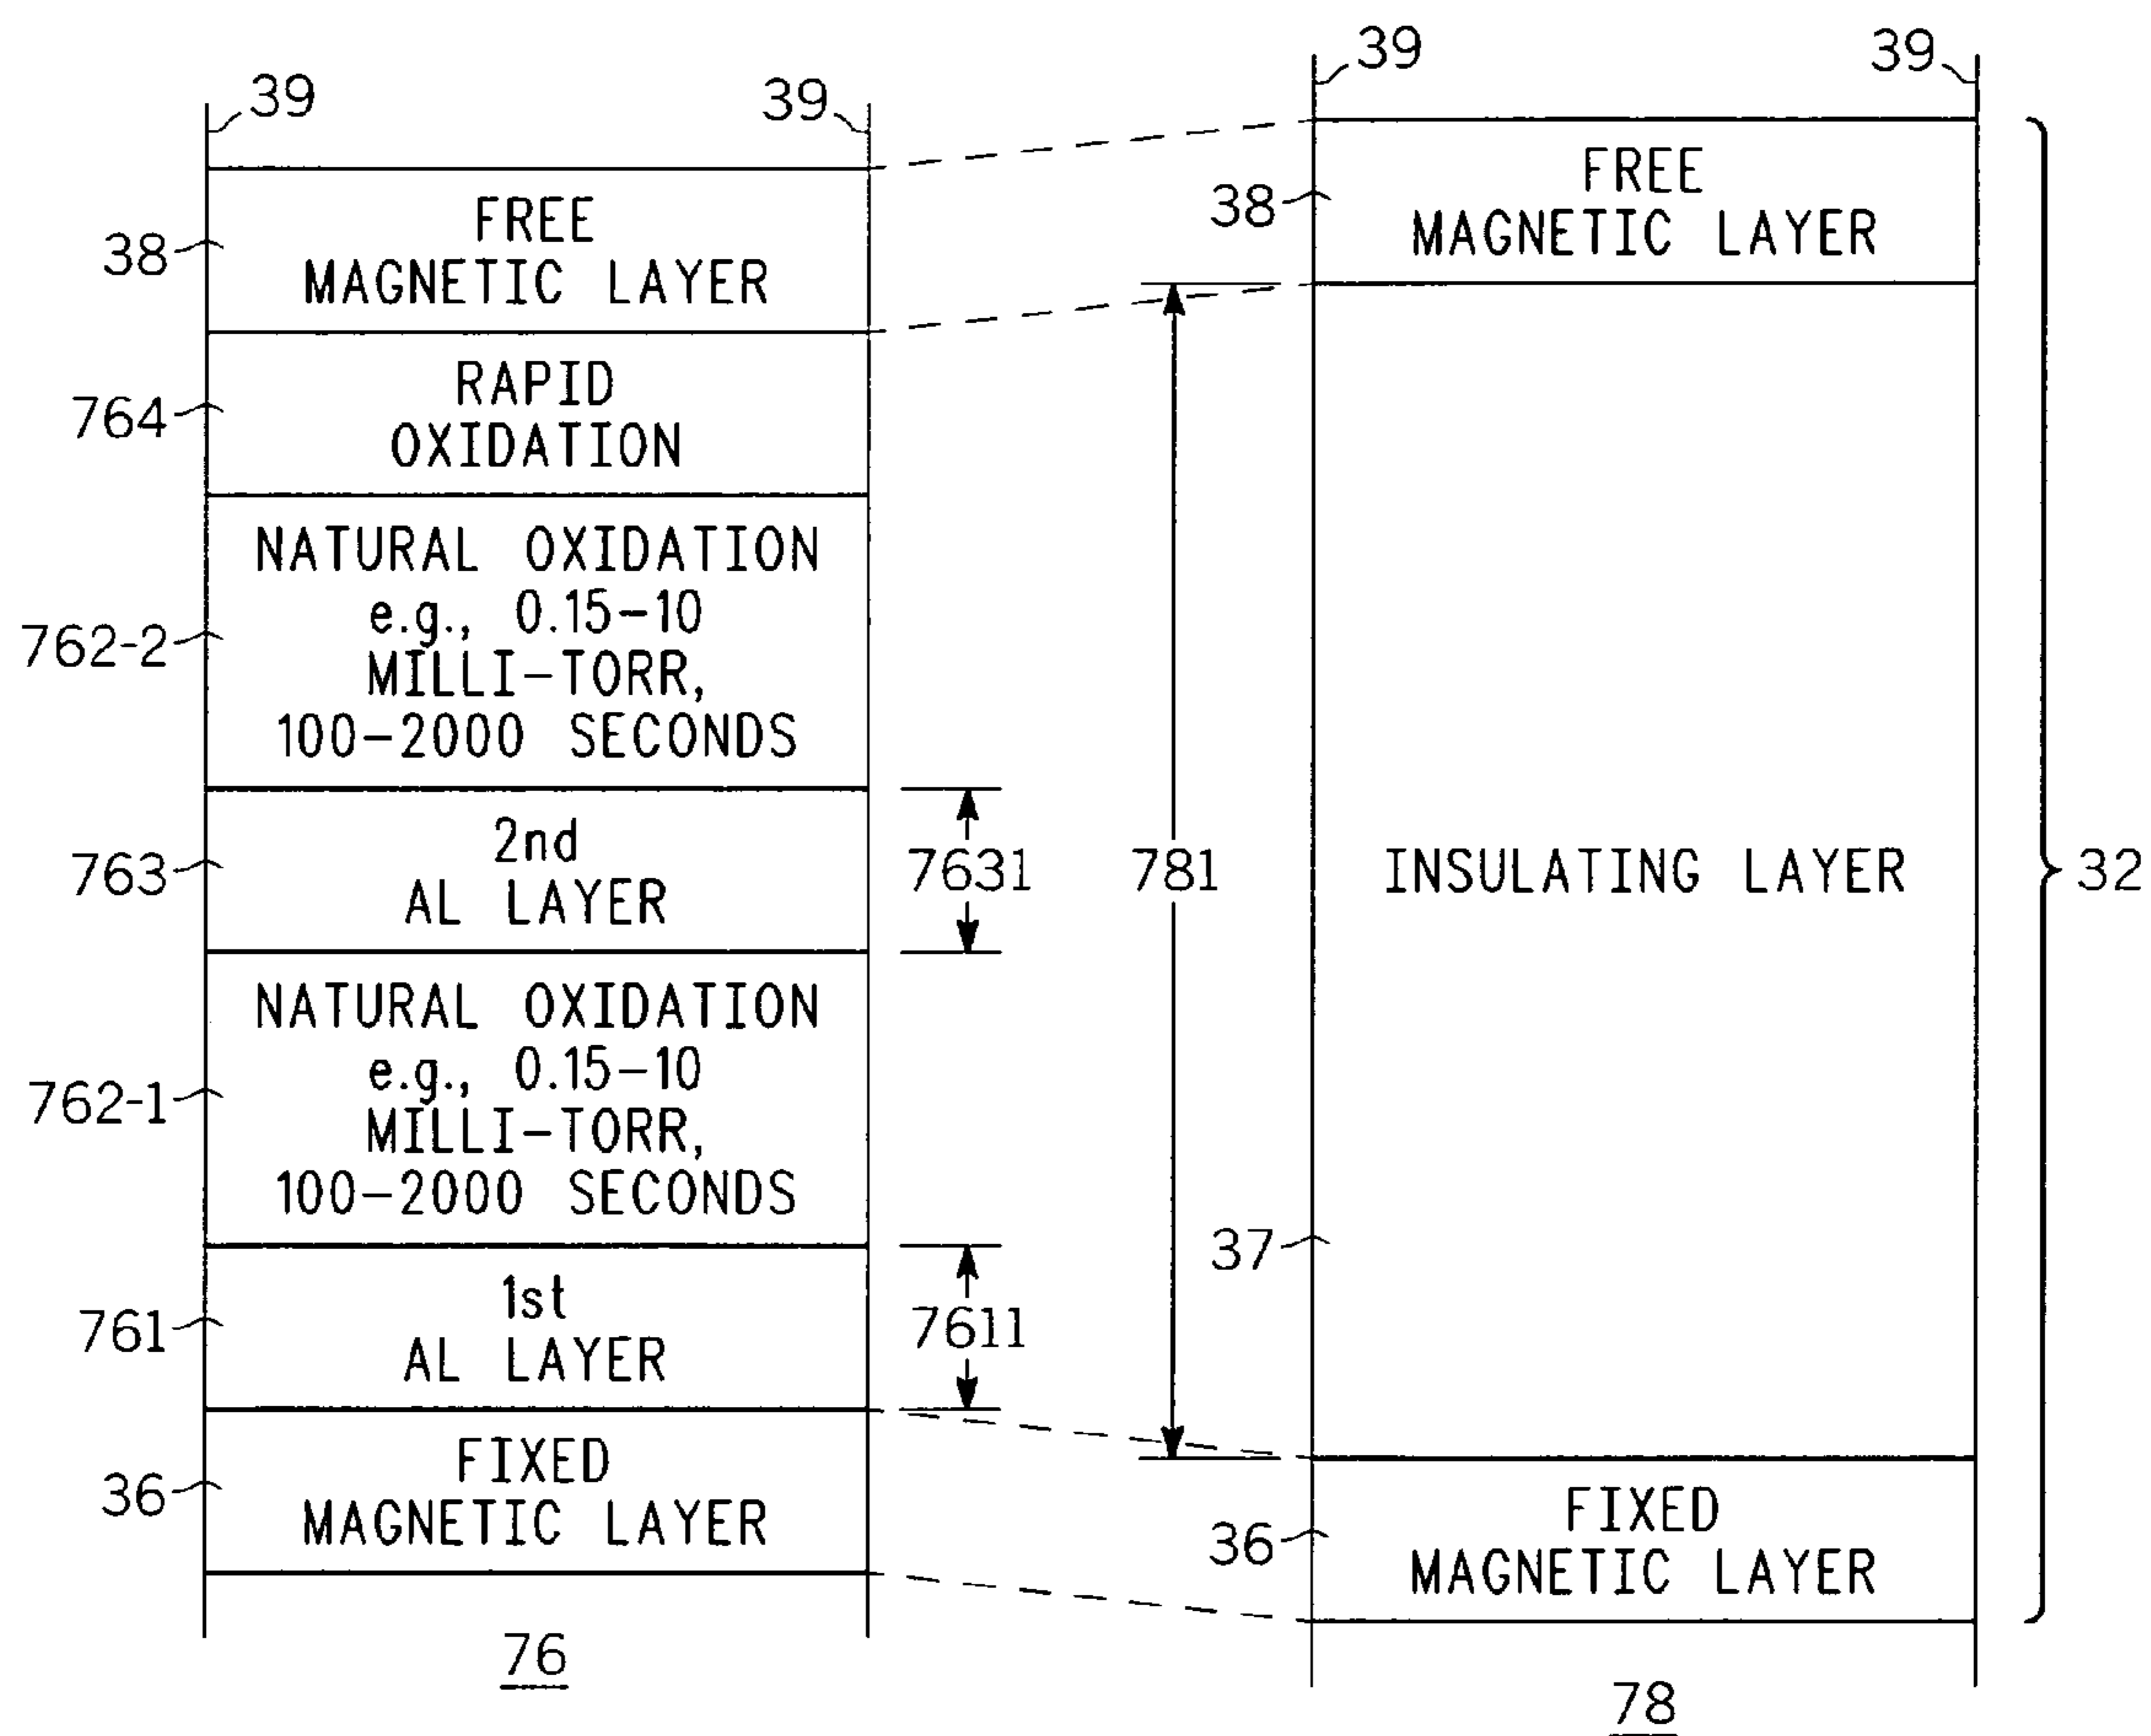 39
39
38
FREE
MAGNETIC LAYER
764
RAPID
OXIDATION
762-2
NATURAL OXIDATION
e.g., 0.15-10
MILLI-TORR,
100-2000 SECONDS
763
2nd
AL LAYER
7631
762-1
NATURAL OXIDATION
e.g., 0.15-10
MILLI-TORR,
100-2000 SECONDS
761
1st
AL LAYER
7611
36
FIXED
MAGNETIC LAYER
76
39
39
38
FREE
MAGNETIC LAYER
781
INSULATING LAYER
32
37
36
FIXED
MAGNETIC LAYER
78